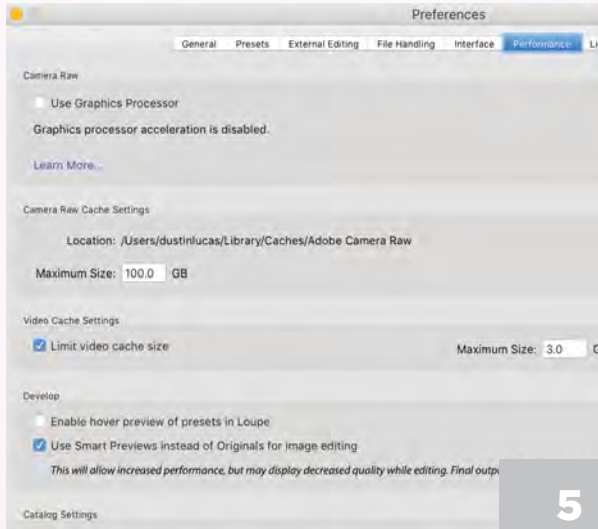 Preferences
General Presets External Editing File Handling Interface Performance
Camera Raw
Use Graphics Processor
Graphics processor acceleration is disabled.
Learn More...
Camera Raw Cache Settings
Location: /Users/dustinlucas/Library/Caches/Adobe Camera Raw
Maximum Size: 100.0 GB
Video Cache Settings
Limit video cache size Maximum Size: 3.0
Develop
Enable hover preview of presets in Loupe
Use Smart Previews instead of Originals for image editing
This will allow increased performance, but may display decreased quality while editing. Final
5
Catalog Settings